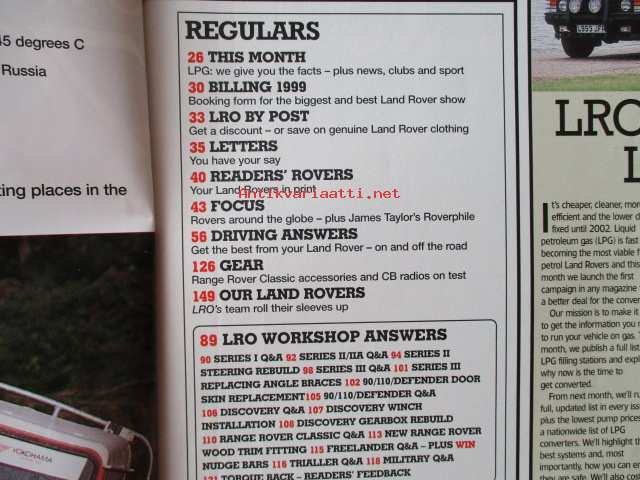 45 degrees C
Russia
ting places in the
YOKOHAMA
REGULARS
26 THIS MONTH
LPG: we give you the facts – plus news, clubs and sport
30 BILLING 1999
Booking form for the biggest and best Land Rover show
33 LRO BY POST
Get a discount – or save on genuine Land Rover clothing
35 LETTERS
You have your say
40 READERS' ROVERS
Your Land Rovers in print
Antikvariaatti.net
43 FOCUS
Rovers around the globe – plus James Taylor's Roverphile
56 DRIVING ANSWERS
Get the best from your Land Rover – on and off the road
126 GEAR
Range Rover Classic accessories and CB radios on test
149 OUR LAND ROVERS
LRO's team roll their sleeves up
89 LRO WORKSHOP ANSWERS
90 SERIES I Q&A 92 SERIES II/IIA Q&A 94 SERIES II
STEERING REBUILD 98 SERIES III Q&A 101 SERIES III
REPLACING ANGLE BRACES 102 90/110/DEFENDER DOOR
SKIN REPLACEMENT 105 90/110/DEFENDER Q&A
106 DISCOVERY Q&A 107 DISCOVERY WINCH
INSTALLATION 108 DISCOVERY GEARBOX REBUILD
110 RANGE ROVER CLASSIC Q&A 113 NEW RANGE ROVER
WOOD TRIM FITTING 115 FREELANDER Q&A – PLUS WIN
NUDGE BARS 116 TRIALLER Q&A 118 MILITARY Q&A
121 TORQUE BACK – READERS' FEEDBACK
LRO
L
It's cheaper, cleaner, more
efficient and the lower d
fixed until 2002. Liquid
petroleum gas (LPG) is fast
becoming the most viable f
petrol Land Rovers and this
month we launch the first
campaign in any magazine
a better deal for the conver
Our mission is to make it
to get the information you n
to run your vehicle on gas. T
month, we publish a full list
LPG filling stations and expl
why now is the time to
get converted.
From next month, we'll ru
full, updated list in every iss
plus the lowest pump prices
a nationwide list of LPG
converters. We'll highlight th
best systems and, most
importantly, how you can en
they are safe. We'll also cost